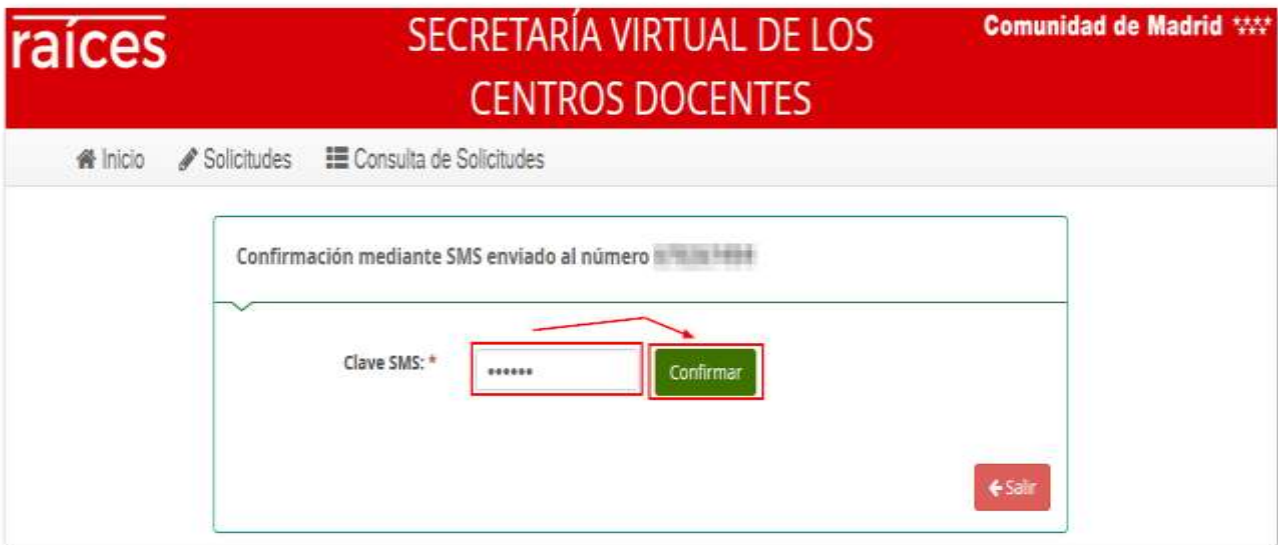 raíces
SECRETARÍA VIRTUAL DE LOS
CENTROS DOCENTES
Comunidad de Madrid
Inicio
Solicitudes
Consulta de Solicitudes
Confirmación mediante SMS enviado al número
Clave SMS: *
••••••
Confirmar
Salir